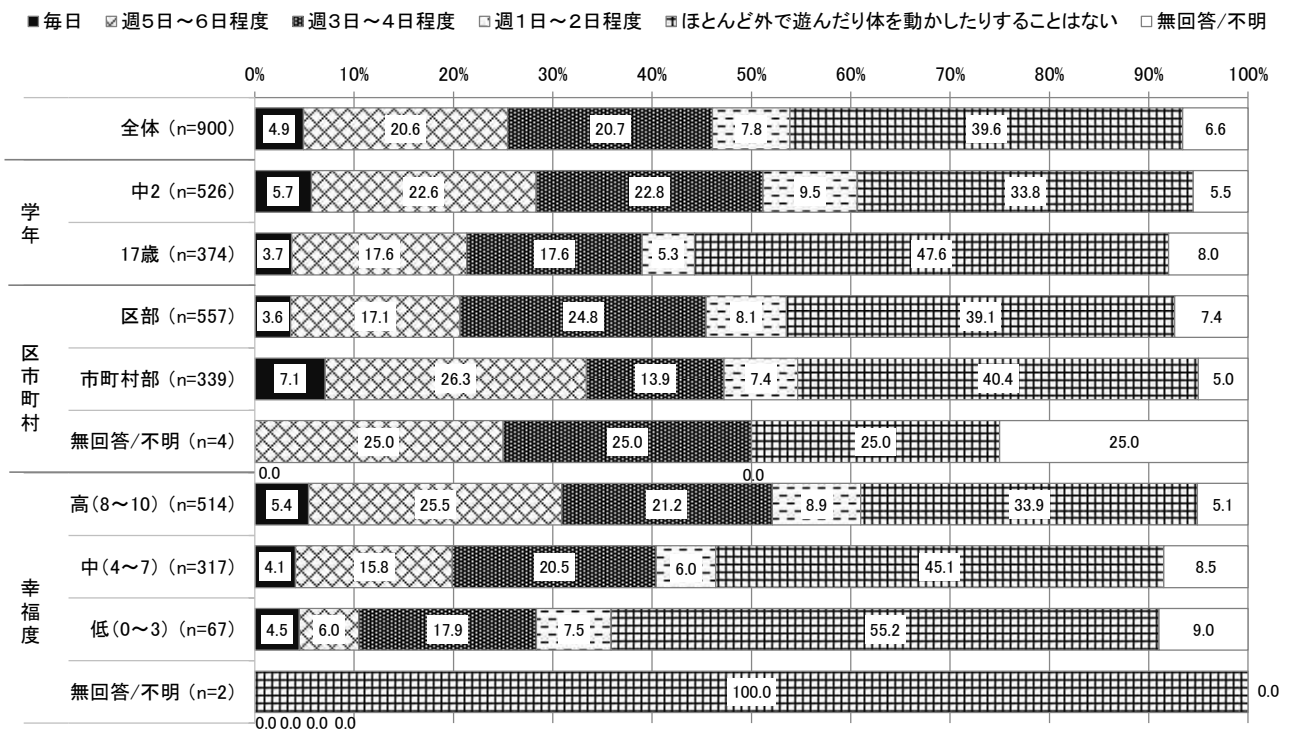 ■毎日 週5日～6日程度 週3日～4日程度 週1日～2日程度 ほとんど外で遊んだり体を動かしたりすることはない □無回答/不明
0% 10% 20% 30% 40% 50% 60% 70% 80% 90% 100%
全体 (n=900) 4.9 20.6 20.7 7.8 39.6 6.6
学年
中2 (n=526) 5.7 22.6 22.8 9.5 33.8 5.5
17歳 (n=374) 3.7 17.6 17.6 5.3 47.6 8.0
区市町村
区部 (n=557) 3.6 17.1 24.8 8.1 39.1 7.4
市町村部 (n=339) 7.1 26.3 13.9 7.4 40.4 5.0
無回答/不明 (n=4) 25.0 25.0 25.0 25.0
0.0 0.0
幸福度
高(8～10) (n=514) 5.4 25.5 21.2 8.9 33.9 5.1
中(4～7) (n=317) 4.1 15.8 20.5 6.0 45.1 8.5
低(0～3) (n=67) 4.5 6.0 17.9 7.5 55.2 9.0
無回答/不明 (n=2) 100.0 0.0
0.0 0.0 0.0 0.0